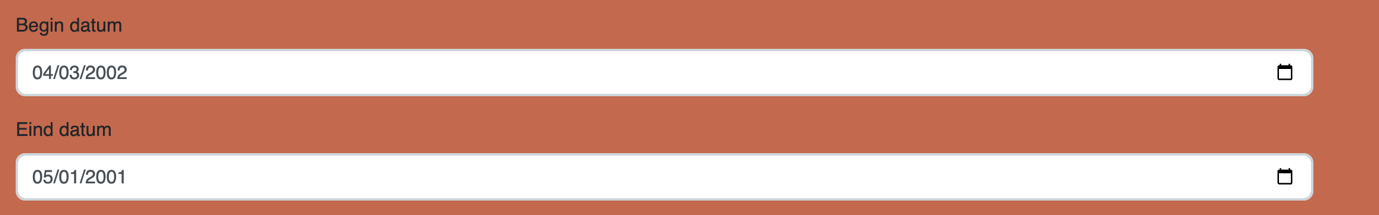 Begin datum
04/03/2002
Eind datum
05/01/2001